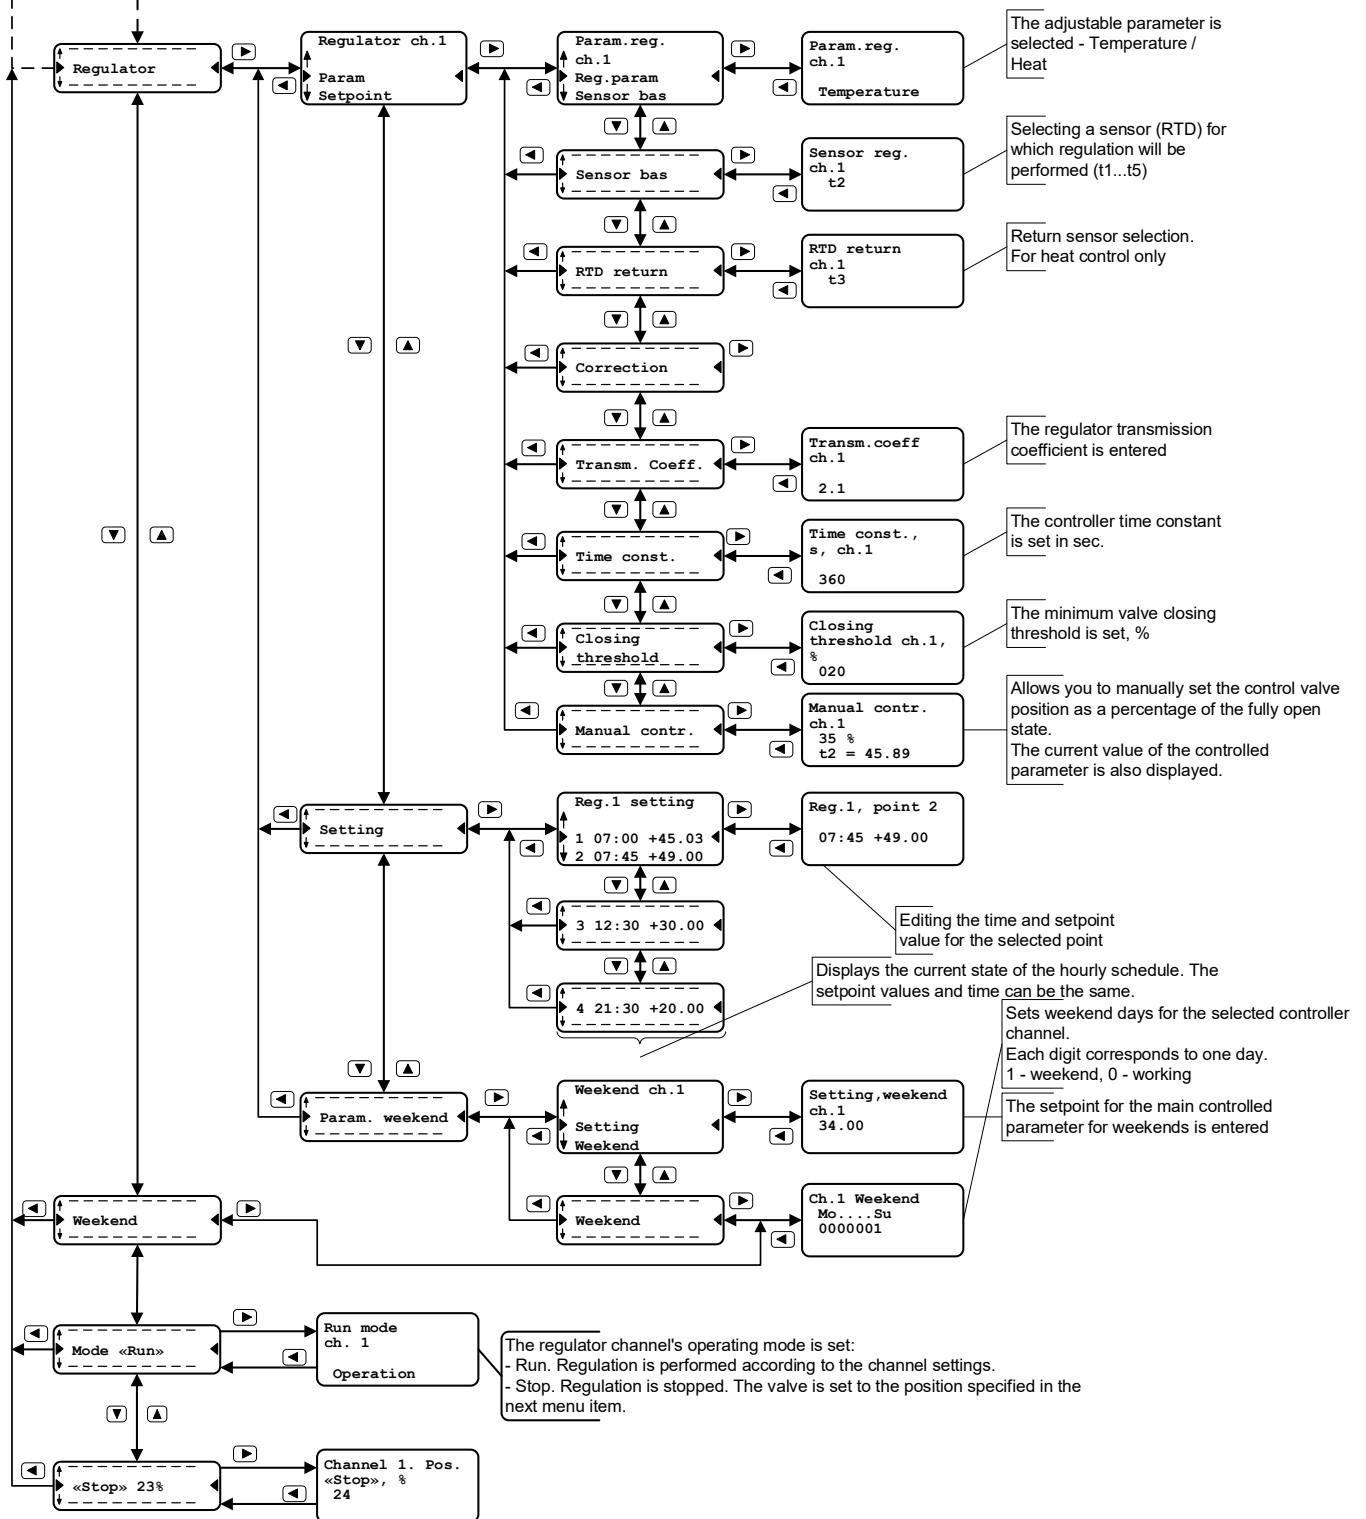 Regulator
Regulator ch.1
Param
Setpoint
Param.reg.
ch.1
Reg.param
Sensor bas
Param.reg.
ch.1
Temperature
The adjustable parameter is
selected - Temperature /
Heat
Sensor bas
Sensor reg.
ch.1
t2
Selecting a sensor (RTD) for
which regulation will be
performed (t1...t5)
RTD return
RTD return
ch.1
t3
Return sensor selection.
For heat control only
Correction
Transm. Coeff.
Transm.coeff
ch.1
2.1
The regulator transmission
coefficient is entered
Time const.
Time const.,
s, ch.1
360
The controller time constant
is set in sec.
Closing
threshold
Closing
threshold ch.1,
%
020
The minimum valve closing
threshold is set, %
Manual contr.
Manual contr.
ch.1
35 %
t2 = 45.89
Allows you to manually set the control valve
position as a percentage of the fully open
state.
The current value of the controlled
parameter is also displayed.
Setting
Reg.1 setting
1 07:00 +45.03
2 07:45 +49.00
Reg.1, point 2
07:45 +49.00
3 12:30 +30.00
Editing the time and setpoint
value for the selected point
4 21:30 +20.00
Displays the current state of the hourly schedule. The
setpoint values and time can be the same.
Sets weekend days for the selected controller
channel.
Each digit corresponds to one day.
1 - weekend, 0 - working
Param. weekend
Weekend ch.1
Setting
Weekend
Setting,weekend
ch.1
34.00
The setpoint for the main controlled
parameter for weekends is entered
Weekend
Weekend
Ch.1 Weekend
Mo....Su
0000001
Mode «Run»
Run mode
ch. 1
Operation
The regulator channel's operating mode is set:
- Run. Regulation is performed according to the channel settings.
- Stop. Regulation is stopped. The valve is set to the position specified in the
next menu item.
«Stop» 23%
Channel 1. Pos.
«Stop», %
24